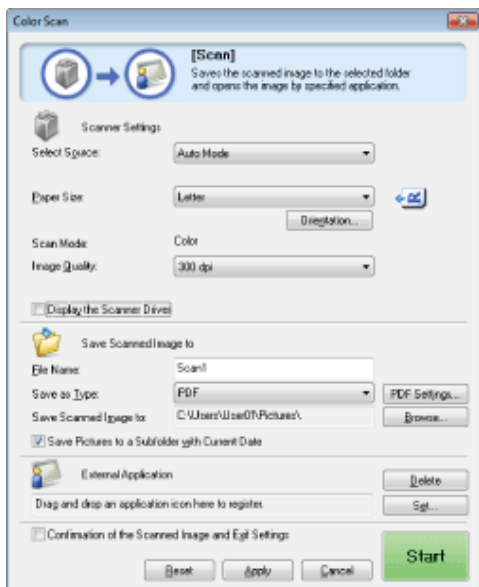 Color Scan
[Scan]
Saves the scanned image to the selected folder
and opens the image by specified application.
Scanner Settings
Select Source: Auto Mode
Paper Size: Letter
Orientation...
Scan Mode: Color
Image Quality: 300 dpi
Display the Scanner Driver
Save Scanned Image to
File Name: Scan1
Save as Type: PDF PDF Settings...
Save Scanned Image to: C:\Users\User01\Pictures\ Browse...
Save Pictures to a Subfolder with Current Date
External Application Delete
Drag and drop an application icon here to register. Set...
Confirmation of the Scanned Image and Exif Settings
Start
Reset Apply Cancel